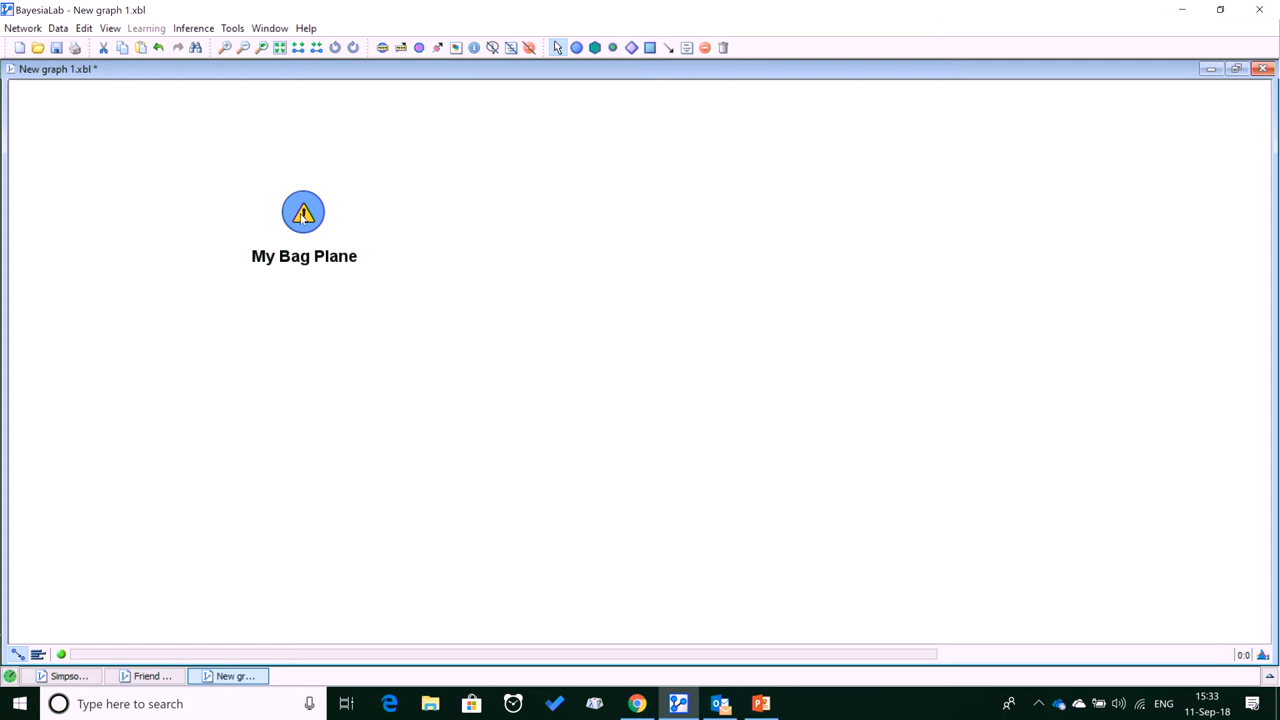 BayesiaLab - New graph 1.xbl
Network Data Edit View Learning Inference Tools Window Help
New graph 1.xbl *
My Bag Plane
0:0
Simpso... Friend ... New gr...
Type here to search
ENG
15:33
11-Sep-18